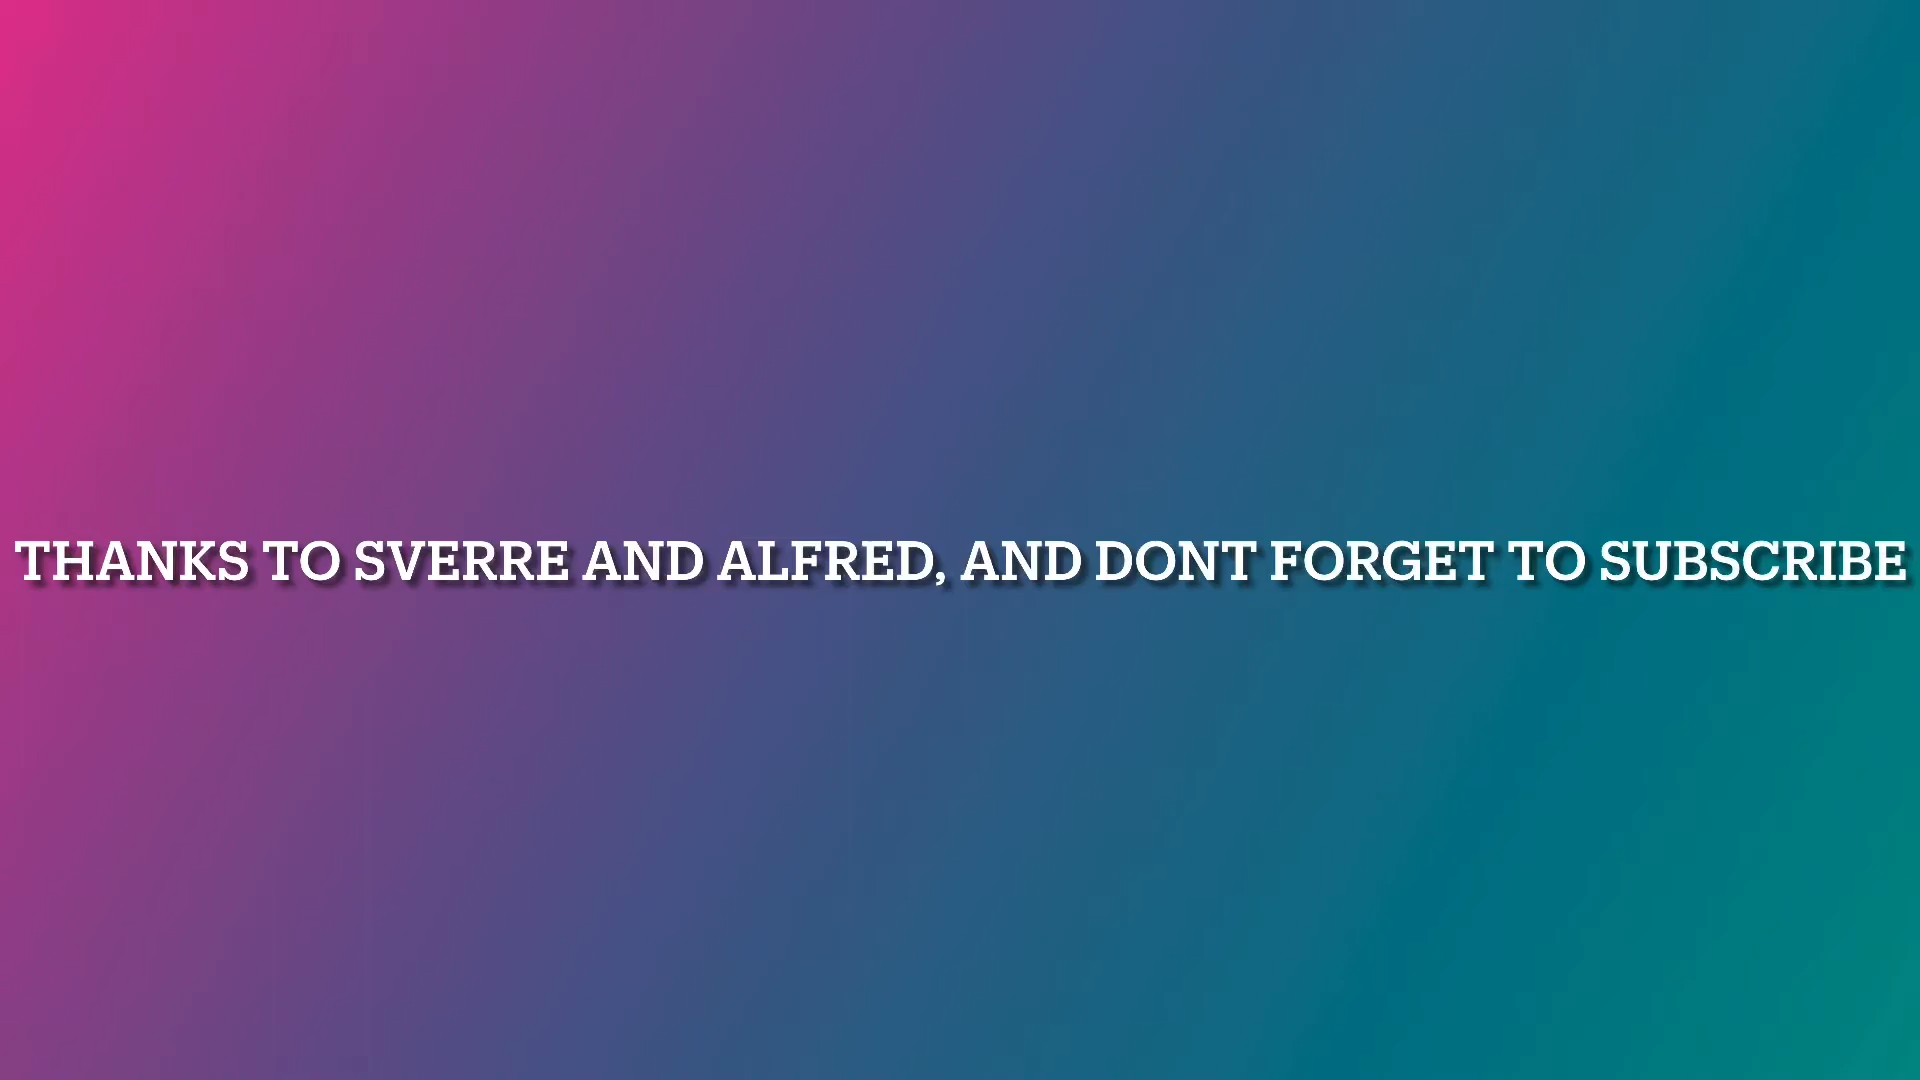 THANKS TO SVERRE AND ALFRED, AND DONT FORGET TO SUBSCRIBE